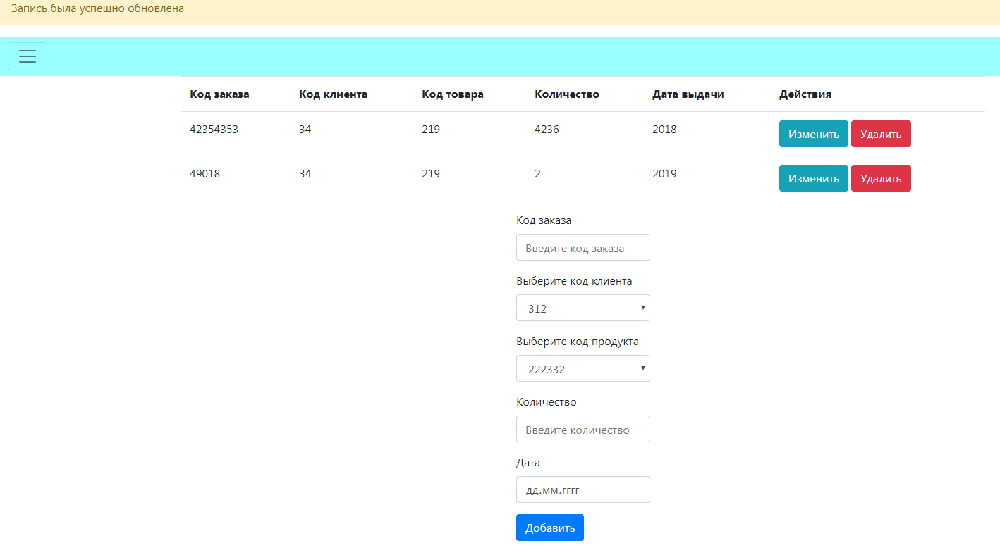 Запись была успешно обновлена
Код заказа Код клиента Код товара Количество Дата выдачи Действия
42354353 34 219 4236 2018 Изменить Удалить
49018 34 219 2 2019 Изменить Удалить
Код заказа
Введите код заказа
Выберите код клиента
312
Выберите код продукта
222332
Количество
Введите количество
Дата
дд.мм.гггг
Добавить